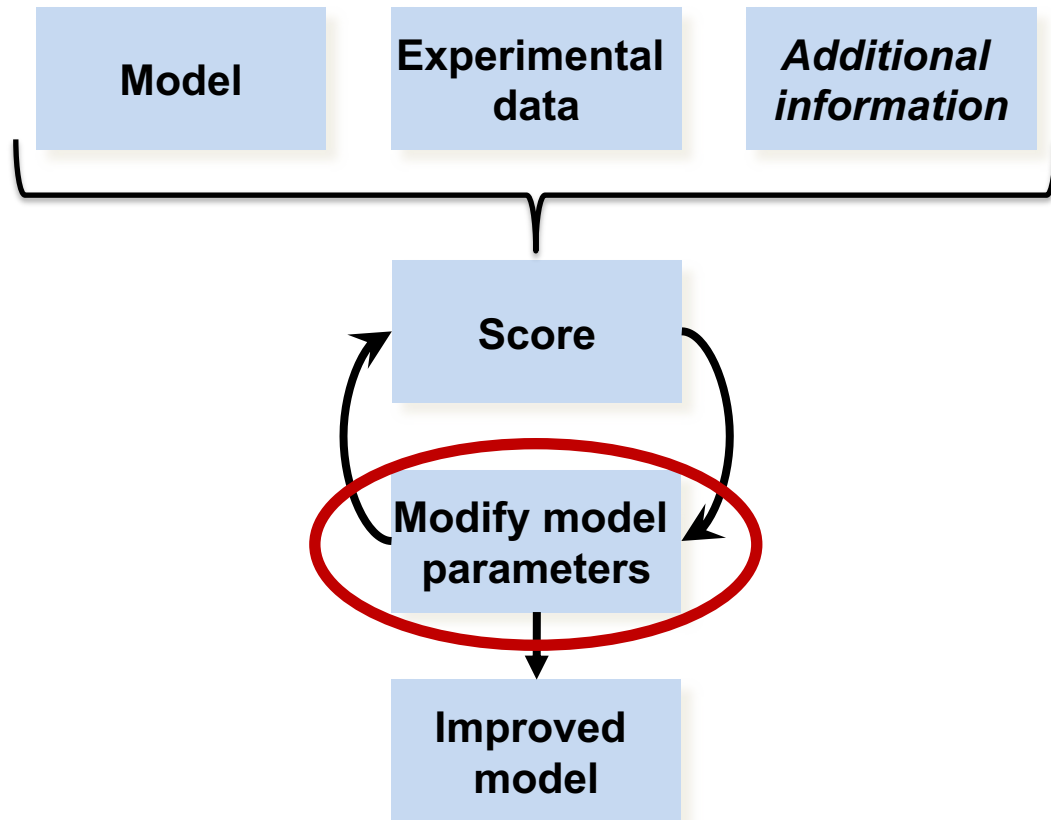 Model
Experimental
data
Additional
information
Score
Modify model
parameters
Improved
model